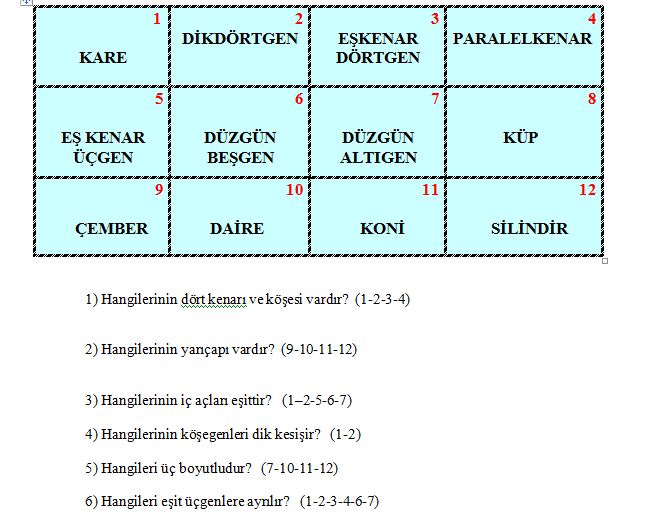 1
KARE
2
DİKDÖRTGEN
3
EŞKENAR
DÖRTGEN
4
PARALELKENAR
5
EŞ KENAR
ÜÇGEN
6
DÜZGÜN
BEŞGEN
7
DÜZGÜN
ALTIGEN
8
KÜP
9
ÇEMBER
10
DAİRE
11
KONİ
12
SİLİNDİR
1) Hangilerinin dört kenarı ve köşesi vardır? (1-2-3-4)
2) Hangilerinin yarıçapı vardır? (9-10-11-12)
3) Hangilerinin iç açıları eşittir? (1–2-5-6-7)
4) Hangilerinin köşegenleri dik kesişir? (1-2)
5) Hangileri üç boyutludur? (7-10-11-12)
6) Hangileri eşit üçgenlere ayrılır? (1-2-3-4-6-7)